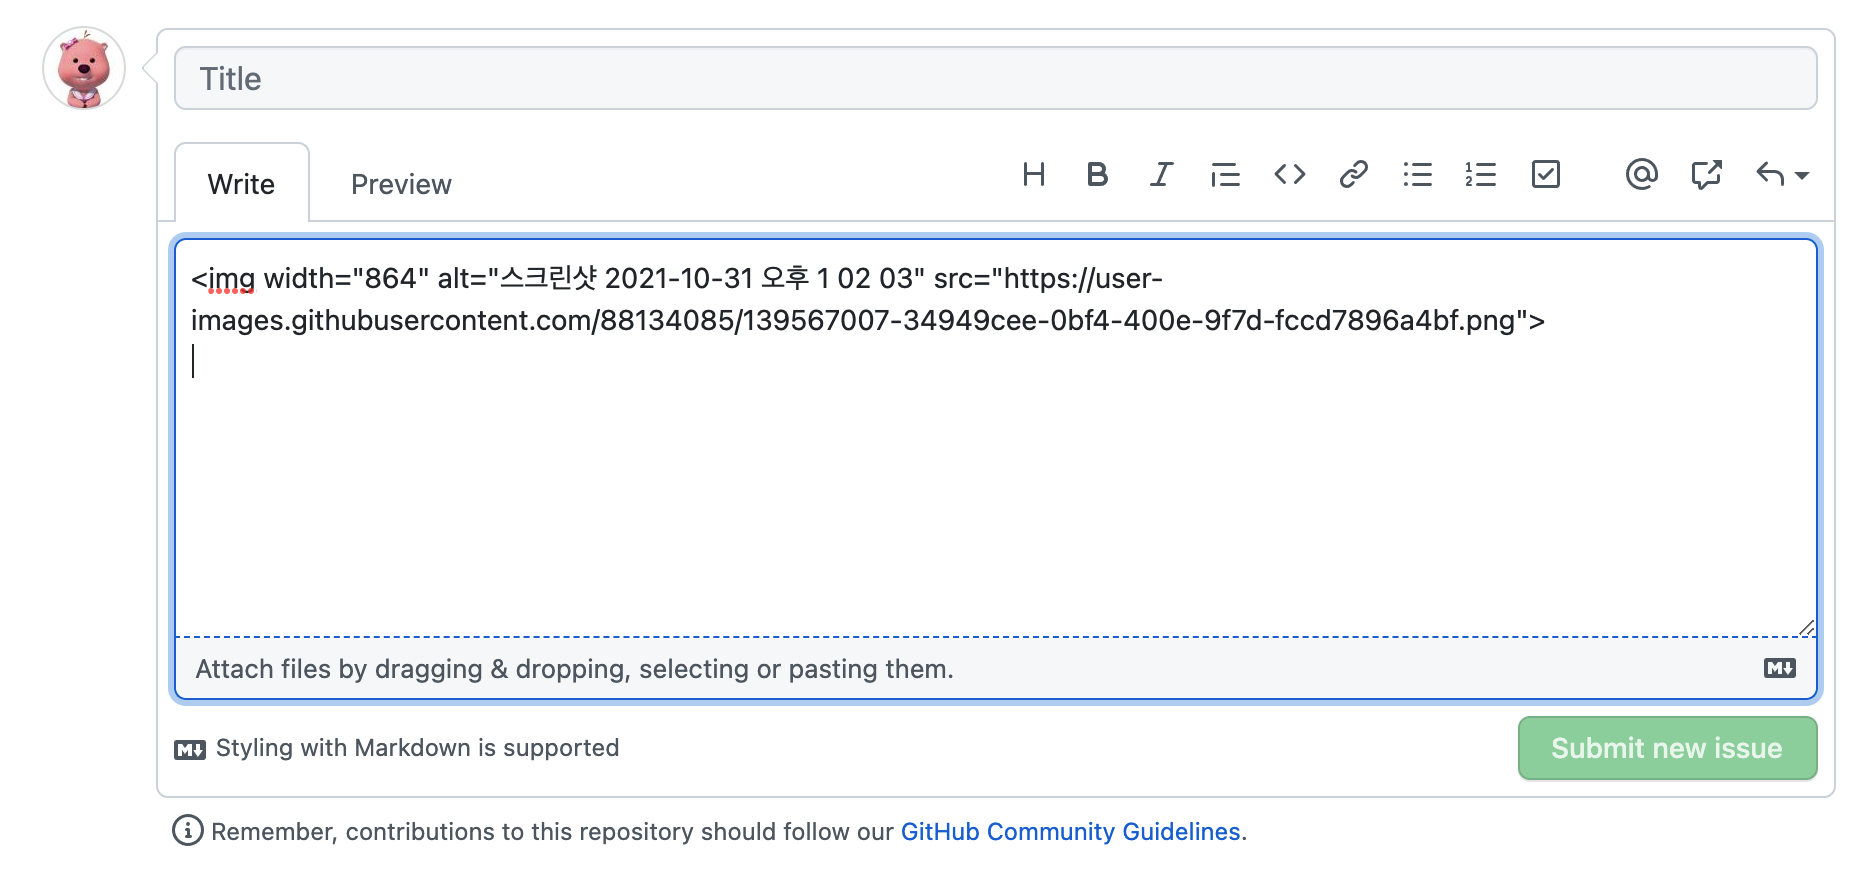 Title
Write Preview
<img width="864" alt="스크린샷 2021-10-31 오후 1 02 03" src="https://user-
images.githubusercontent.com/88134085/139567007-34949cee-0bf4-400e-9f7d-fccd7896a4bf.png">
Attach files by dragging & dropping, selecting or pasting them.
Styling with Markdown is supported
Submit new issue
Remember, contributions to this repository should follow our GitHub Community Guidelines.